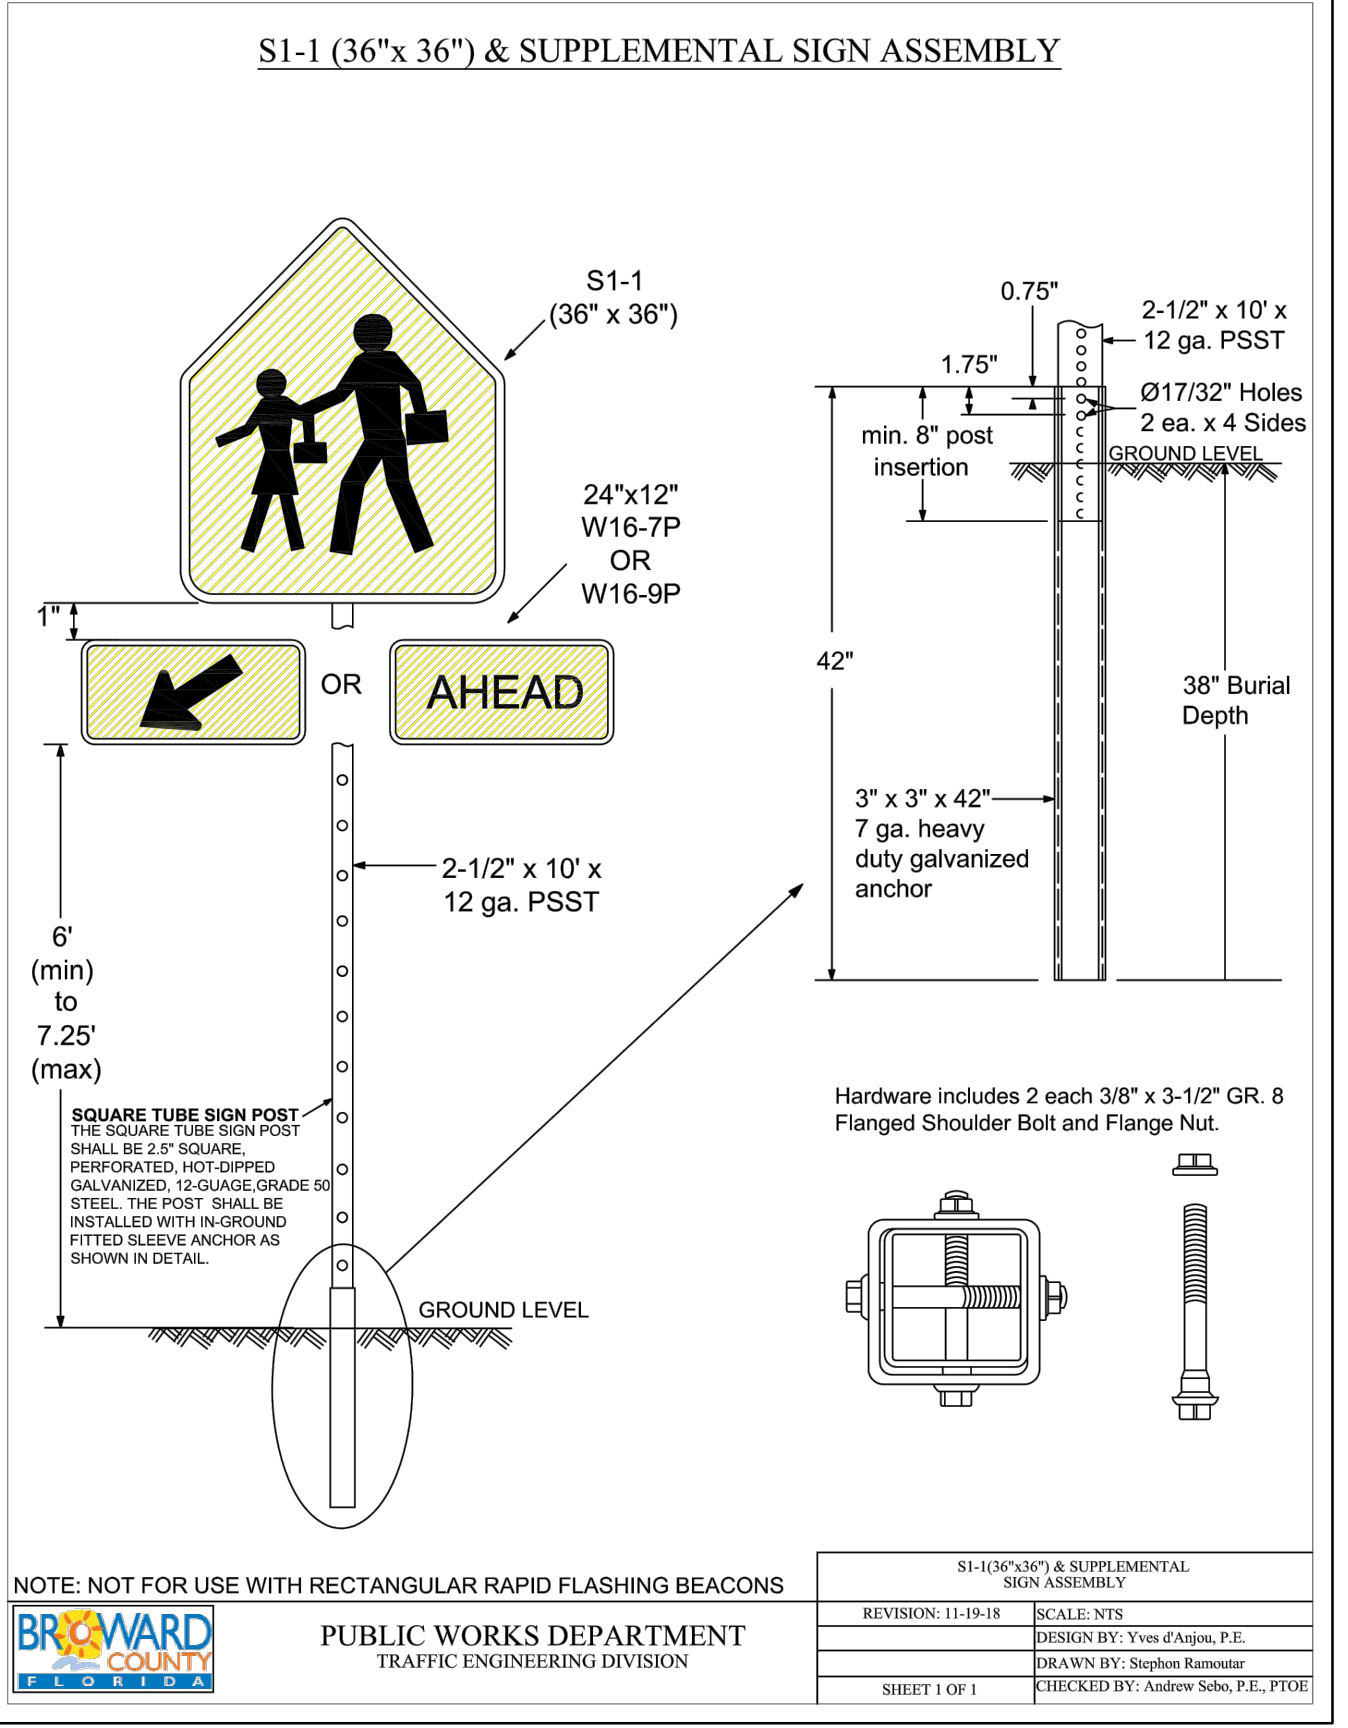 S1-1 (36"x 36") & SUPPLEMENTAL SIGN ASSEMBLY
S1-1
(36" x 36")
24"x12"
W16-7P
OR
W16-9P
1"
OR
AHEAD
2-1/2" x 10' x
12 ga. PSST
6'
(min)
to
7.25'
(max)
SQUARE TUBE SIGN POST
THE SQUARE TUBE SIGN POST
SHALL BE 2.5" SQUARE,
PERFORATED, HOT-DIPPED
GALVANIZED, 12-GUAGE,GRADE 50
STEEL. THE POST SHALL BE
INSTALLED WITH IN-GROUND
FITTED SLEEVE ANCHOR AS
SHOWN IN DETAIL.
GROUND LEVEL
0.75"
2-1/2" x 10' x
12 ga. PSST
1.75"
Ø17/32" Holes
2 ea. x 4 Sides
min. 8" post
insertion
GROUND LEVEL
42"
38" Burial
Depth
3" x 3" x 42"
7 ga. heavy
duty galvanized
anchor
Hardware includes 2 each 3/8" x 3-1/2" GR. 8
Flanged Shoulder Bolt and Flange Nut.
NOTE: NOT FOR USE WITH RECTANGULAR RAPID FLASHING BEACONS
BROWARD
COUNTY
FLORIDA
PUBLIC WORKS DEPARTMENT
TRAFFIC ENGINEERING DIVISION
S1-1(36"x36") & SUPPLEMENTAL
SIGN ASSEMBLY
REVISION: 11-19-18
SCALE: NTS
DESIGN BY: Yves d'Anjou, P.E.
DRAWN BY: Stephon Ramoutar
SHEET 1 OF 1
CHECKED BY: Andrew Sebo, P.E., PTOE